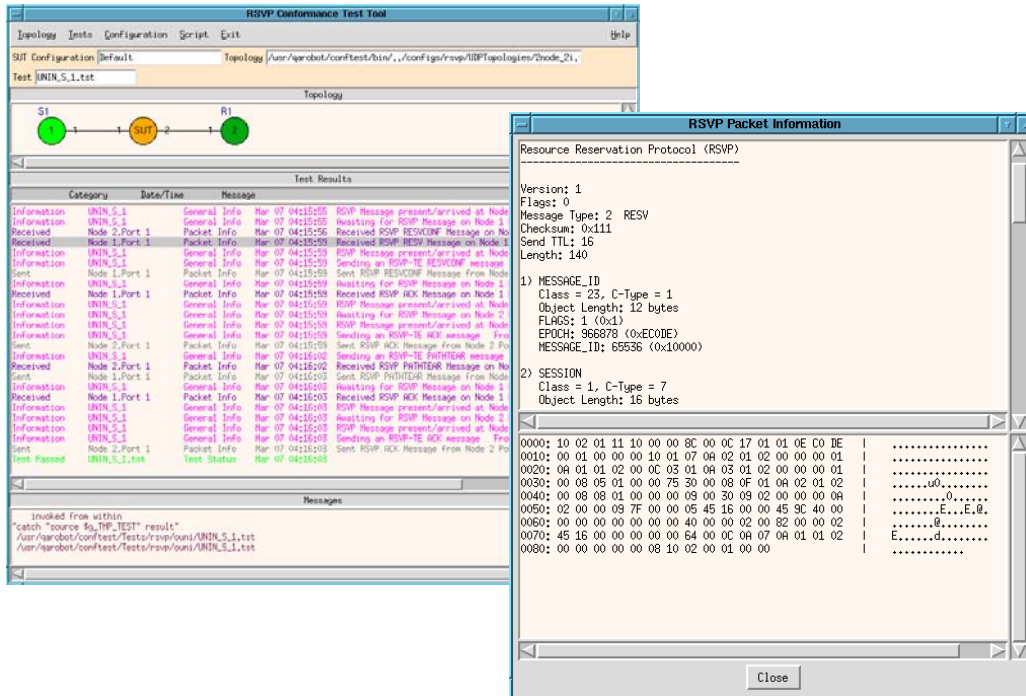 RSVP Conformance Test Tool
Topology Tests Configuration Script Exit Help
SUT Configuration Default Topology /usr/qarobot/conftest/bin/../configs/rsvp/UDPTopologies/2node_2i.
Test UNIN_S_1.tst
Topology
S1 R1
1 1 1 SUT 2 1 2
Test Results
Category Date/Time Message
Information UNIN_S_1 General Info Mar 07 04:15:55 RSVP Message present/arrived at Node
Information UNIN_S_1 General Info Mar 07 04:15:55 Awaiting for RSVP Message on Node 1
Received Node 2,Port 1 Packet Info Mar 07 04:15:56 Received RSVP RESVCONF Message on No
Received Node 1,Port 1 Packet Info Mar 07 04:15:59 Received RSVP RESV Message on Node 1
Information UNIN_S_1 General Info Mar 07 04:15:59 RSVP Message present/arrived at Node
Information UNIN_S_1 General Info Mar 07 04:15:59 Sending an RSVP-TE RESVCONF message
Sent Node 1,Port 1 Packet Info Mar 07 04:15:59 Sent RSVP RESVCONF Message from Node
Information UNIN_S_1 General Info Mar 07 04:15:59 Awaiting for RSVP Message on Node 1
Received Node 1,Port 1 Packet Info Mar 07 04:15:59 Received RSVP ACK Message on Node 1
Information UNIN_S_1 General Info Mar 07 04:15:59 RSVP Message present/arrived at Node
Information UNIN_S_1 General Info Mar 07 04:15:59 Awaiting for RSVP Message on Node 2
Information UNIN_S_1 General Info Mar 07 04:15:59 RSVP Message present/arrived at Node
Information UNIN_S_1 General Info Mar 07 04:15:59 Sending an RSVP-TE ACK message Fro
Sent Node 2,Port 1 Packet Info Mar 07 04:15:59 Sent RSVP ACK Message from Node 2 Po
Information UNIN_S_1 General Info Mar 07 04:16:02 Sending an RSVP-TE PATHTEAR message
Received Node 2,Port 1 Packet Info Mar 07 04:16:02 Received RSVP PATHTEAR Message on No
Sent Node 1,Port 1 Packet Info Mar 07 04:16:03 Sent RSVP PATHTEAR Message from Node
Information UNIN_S_1 General Info Mar 07 04:16:03 Awaiting for RSVP Message on Node 1
Received Node 1,Port 1 Packet Info Mar 07 04:16:03 Received RSVP ACK Message on Node 1
Information UNIN_S_1 General Info Mar 07 04:16:03 RSVP Message present/arrived at Node
Information UNIN_S_1 General Info Mar 07 04:16:03 Awaiting for RSVP Message on Node 2
Information UNIN_S_1 General Info Mar 07 04:16:03 RSVP Message present/arrived at Node
Information UNIN_S_1 General Info Mar 07 04:16:03 Sending an RSVP-TE ACK message Fro
Sent Node 2,Port 1 Packet Info Mar 07 04:16:03 Sent RSVP ACK Message from Node 2 Po
Test Passed UNIN_S_1.tst Test Status Mar 07 04:16:03
Messages
invoked from within
"catch "source $g_TMP_TEST" result"
/usr/qarobot/conftest/Tests/rsvp/ouni/UNIN_S_1.tst
/usr/qarobot/conftest/Tests/rsvp/ouni/UNIN_S_1.tst
RSVP Packet Information
Resource Reservation Protocol (RSVP)
------------------------------------
Version: 1
Flags: 0
Message Type: 2 RESV
Checksum: 0x111
Send TTL: 16
Length: 140
1) MESSAGE_ID
Class = 23, C-Type = 1
Object Length: 12 bytes
FLAGS: 1 (0x1)
EPOCH: 966878 (0xEC0DE)
MESSAGE_ID: 65536 (0x10000)
2) SESSION
Class = 1, C-Type = 7
Object Length: 16 bytes
0000: 10 02 01 11 10 00 00 8C 00 0C 17 01 01 0E C0 DE | ................
0010: 00 01 00 00 00 10 01 07 0A 02 01 02 00 00 00 01 | ................
0020: 0A 01 01 02 00 0C 03 01 0A 03 01 02 00 00 00 01 | ................
0030: 00 08 05 01 00 00 75 30 00 08 0F 01 0A 02 01 02 | ......u0........
0040: 00 08 08 01 00 00 00 09 00 30 09 02 00 00 00 0A | .........0......
0050: 02 00 00 09 7F 00 00 05 45 16 00 00 45 9C 40 00 | ........E...E.@.
0060: 00 00 00 00 00 00 00 40 00 00 02 00 82 00 00 02 | .......@........
0070: 45 16 00 00 00 00 00 64 00 0C 0A 07 0A 01 01 02 | E......d........
0080: 00 00 00 00 00 08 10 02 00 01 00 00 | ............
Close